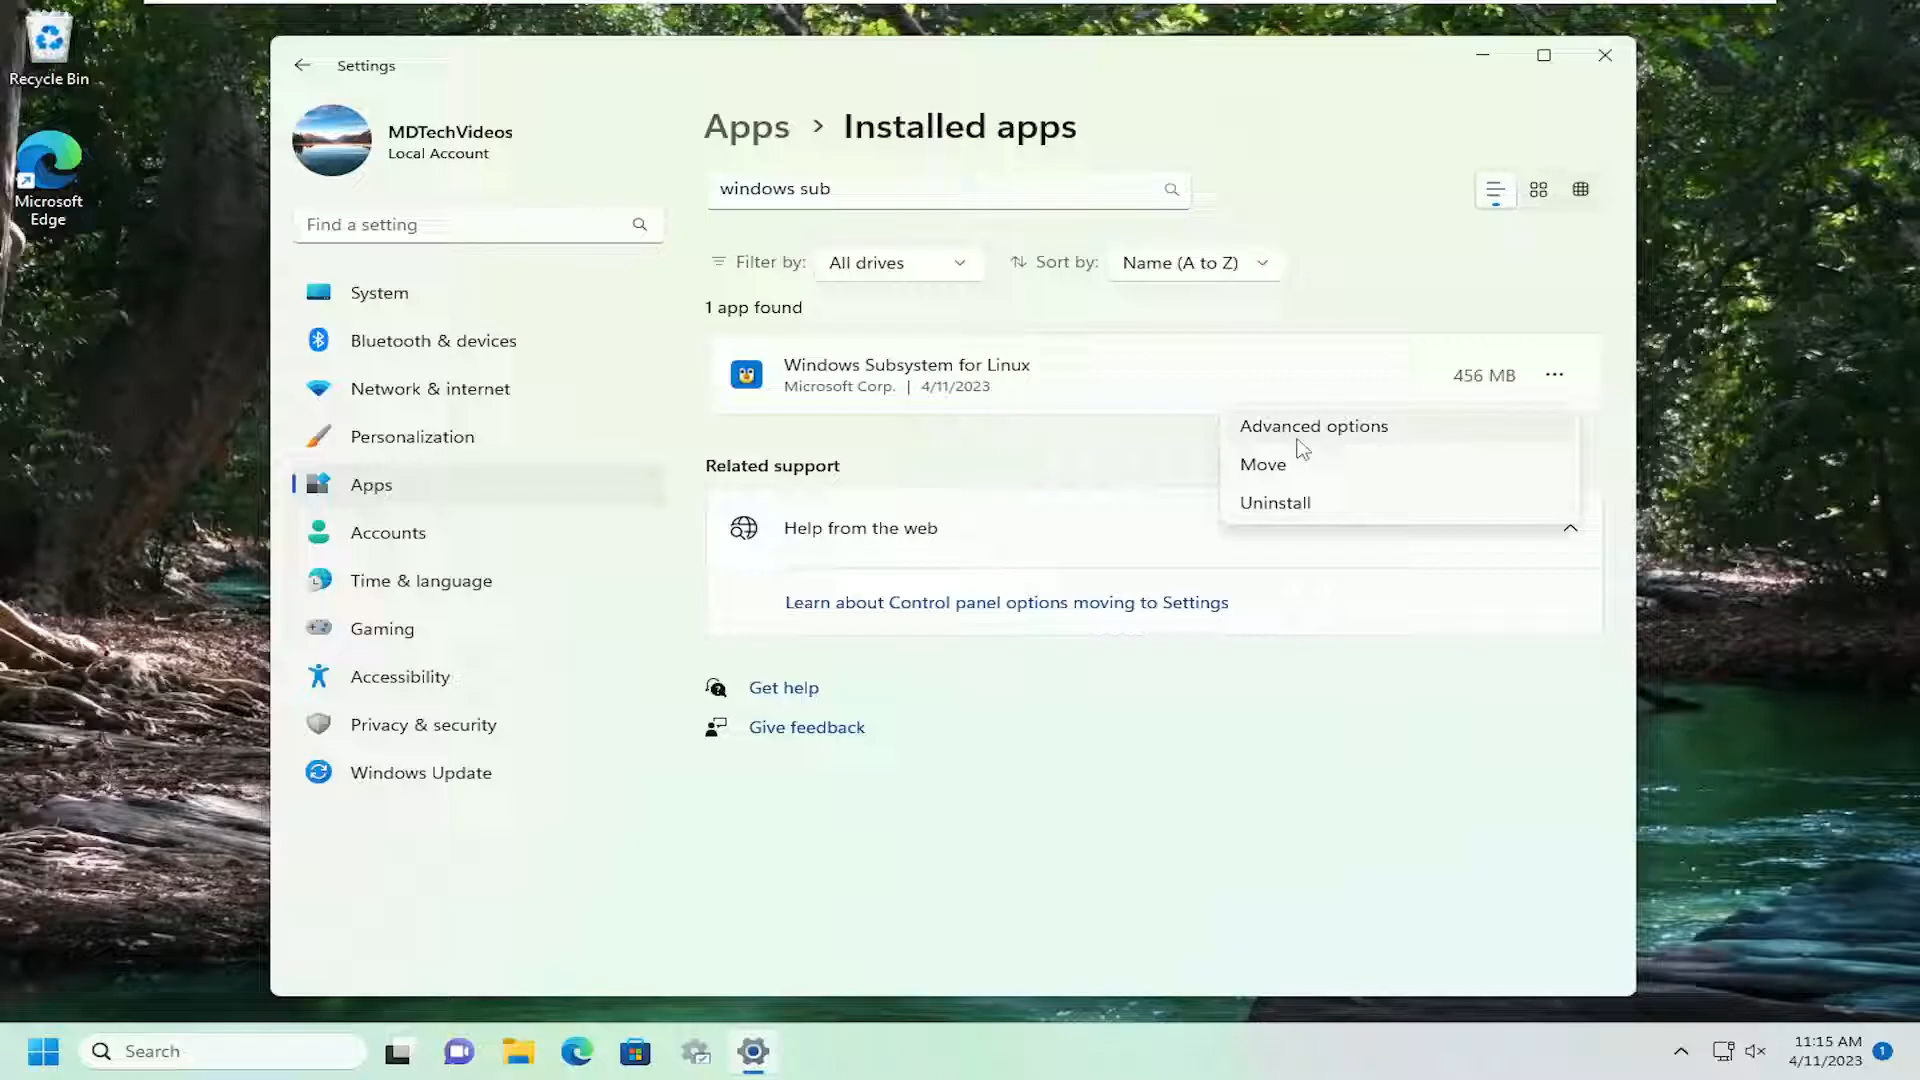 Recycle Bin
Microsoft
Edge
Settings
MDTechVideos
Local Account
Find a setting
System
Bluetooth & devices
Network & internet
Personalization
Apps
Accounts
Time & language
Gaming
Accessibility
Privacy & security
Windows Update
Apps > Installed apps
windows sub
Filter by: All drives
Sort by: Name (A to Z)
1 app found
Windows Subsystem for Linux
Microsoft Corp. | 4/11/2023
456 MB
Advanced options
Move
Uninstall
Related support
Help from the web
Learn about Control panel options moving to Settings
Get help
Give feedback
Search
11:15 AM
4/11/2023
1